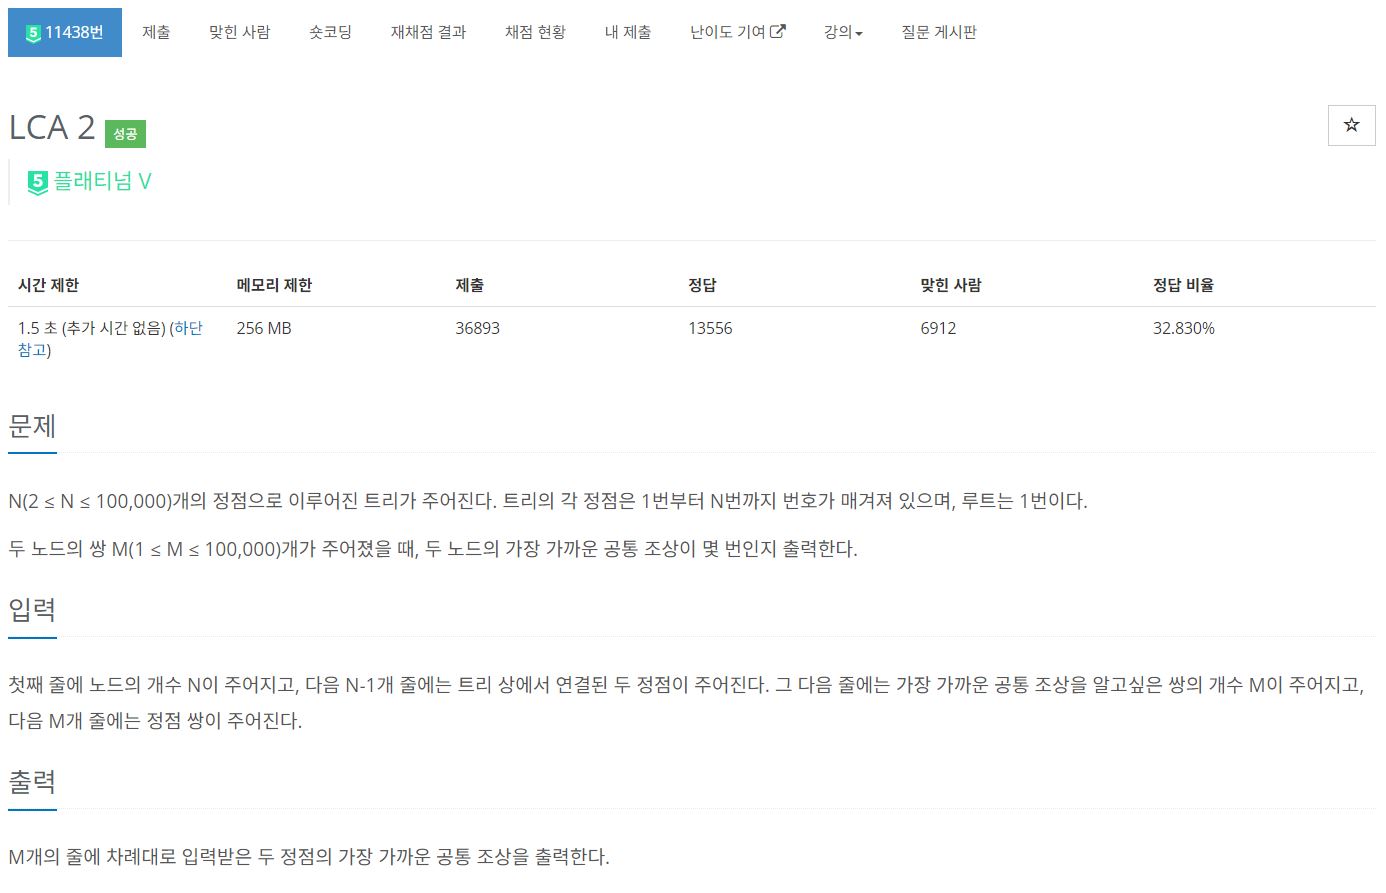 5 11438번 제출 맞힌 사람 숏코딩 재채점 결과 채점 현황 내 제출 난이도 기여 강의 질문 게시판
LCA 2 성공
5 플래티넘 V
시간 제한 메모리 제한 제출 정답 맞힌 사람 정답 비율
1.5 초 (추가 시간 없음) (하단 256 MB 36893 13556 6912 32.830%
참고)
문제
N(2 ≤ N ≤ 100,000)개의 정점으로 이루어진 트리가 주어진다. 트리의 각 정점은 1번부터 N번까지 번호가 매겨져 있으며, 루트는 1번이다.
두 노드의 쌍 M(1 ≤ M ≤ 100,000)개가 주어졌을 때, 두 노드의 가장 가까운 공통 조상이 몇 번인지 출력한다.
입력
첫째 줄에 노드의 개수 N이 주어지고, 다음 N-1개 줄에는 트리 상에서 연결된 두 정점이 주어진다. 그 다음 줄에는 가장 가까운 공통 조상을 알고싶은 쌍의 개수 M이 주어지고,
다음 M개 줄에는 정점 쌍이 주어진다.
출력
M개의 줄에 차례대로 입력받은 두 정점의 가장 가까운 공통 조상을 출력한다.